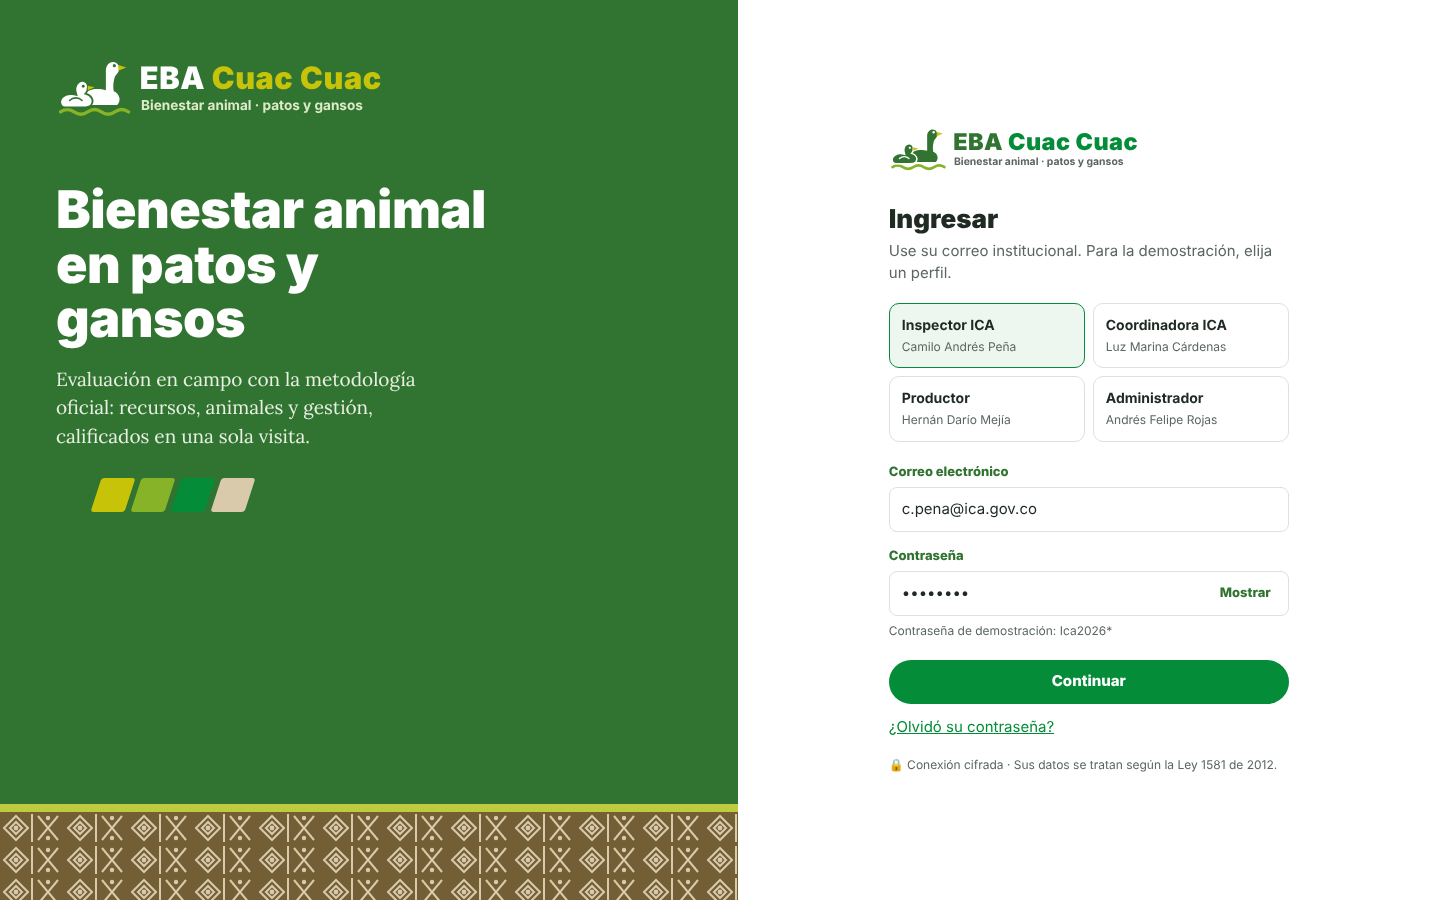 EBA Cuac Cuac
Bienestar animal · patos y gansos
Bienestar animal
en patos y
gansos
Evaluación en campo con la metodología
oficial: recursos, animales y gestión,
calificados en una sola visita.
EBA Cuac Cuac
Bienestar animal · patos y gansos
Ingresar
Use su correo institucional. Para la demostración, elija
un perfil.
Inspector ICA
Camilo Andrés Peña
Coordinadora ICA
Luz Marina Cárdenas
Productor
Hernán Darío Mejía
Administrador
Andrés Felipe Rojas
Correo electrónico
c.pena@ica.gov.co
Contraseña
••••••••
Mostrar
Contraseña de demostración: Ica2026*
Continuar
¿Olvidó su contraseña?
🔒 Conexión cifrada · Sus datos se tratan según la Ley 1581 de 2012.